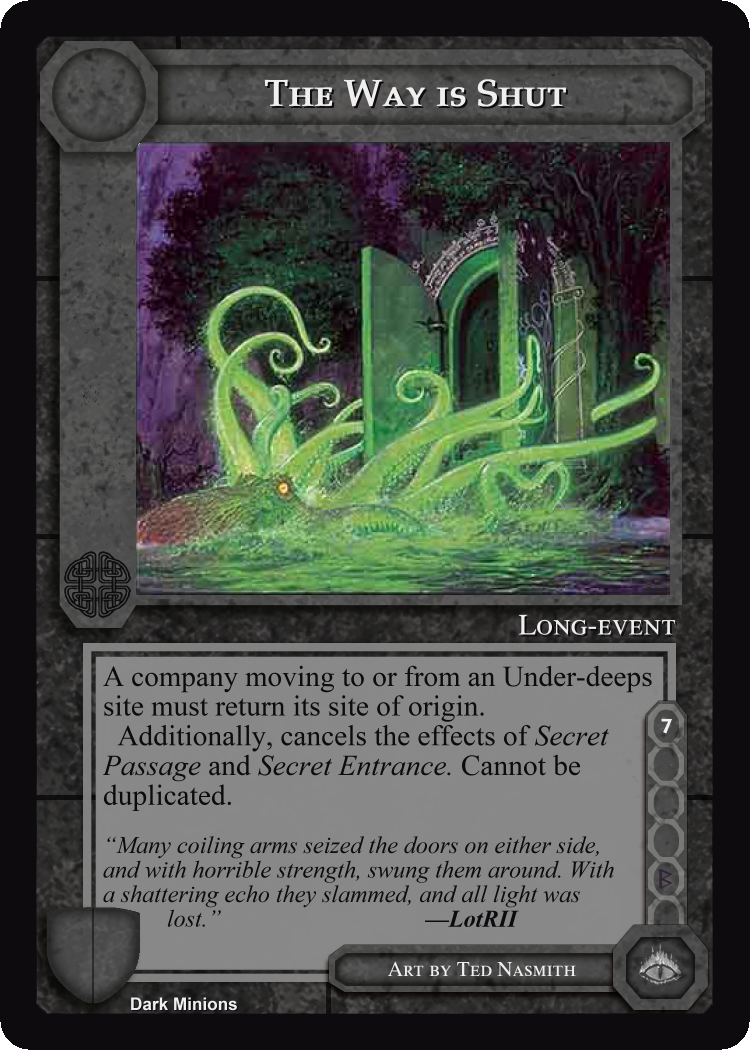 The Way is Shut
Long-event
A company moving to or from an Under-deeps
site must return its site of origin.
Additionally, cancels the effects of Secret
Passage and Secret Entrance. Cannot be
duplicated.
7
“Many coiling arms seized the doors on either side,
and with horrible strength, swung them around. With
a shattering echo they slammed, and all light was
lost.” —LotRII
Art by Ted Nasmith
Dark Minions